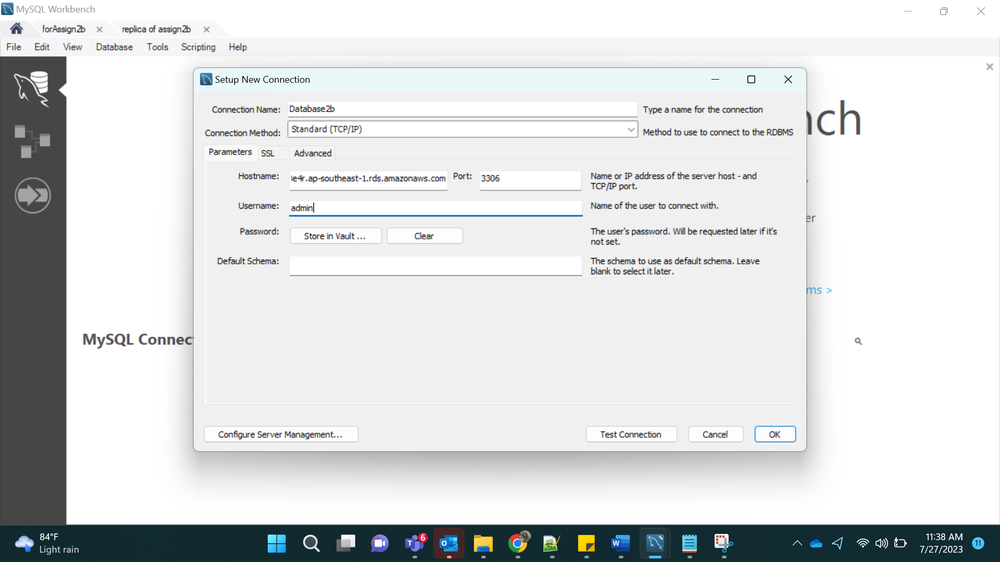 MySQL Workbench
forAssign2b
replica of assign2b
File Edit View Database Tools Scripting Help
Setup New Connection
Connection Name: Database2b Type a name for the connection
Connection Method: Standard (TCP/IP) Method to use to connect to the RDBMS
Parameters SSL Advanced
Hostname: e4r.ap-southeast-1.rds.amazonaws.com Port: 3306 Name or IP address of the server host - and
TCP/IP port.
Username: admin Name of the user to connect with.
Password: Store in Vault ... Clear The user's password. Will be requested later if it's
not set.
Default Schema: The schema to use as default schema. Leave
blank to select it later.
Configure Server Management... Test Connection Cancel OK
nch
er
ms >
MySQL Connect
84°F
Light rain
6
11:38 AM
7/27/2023
11